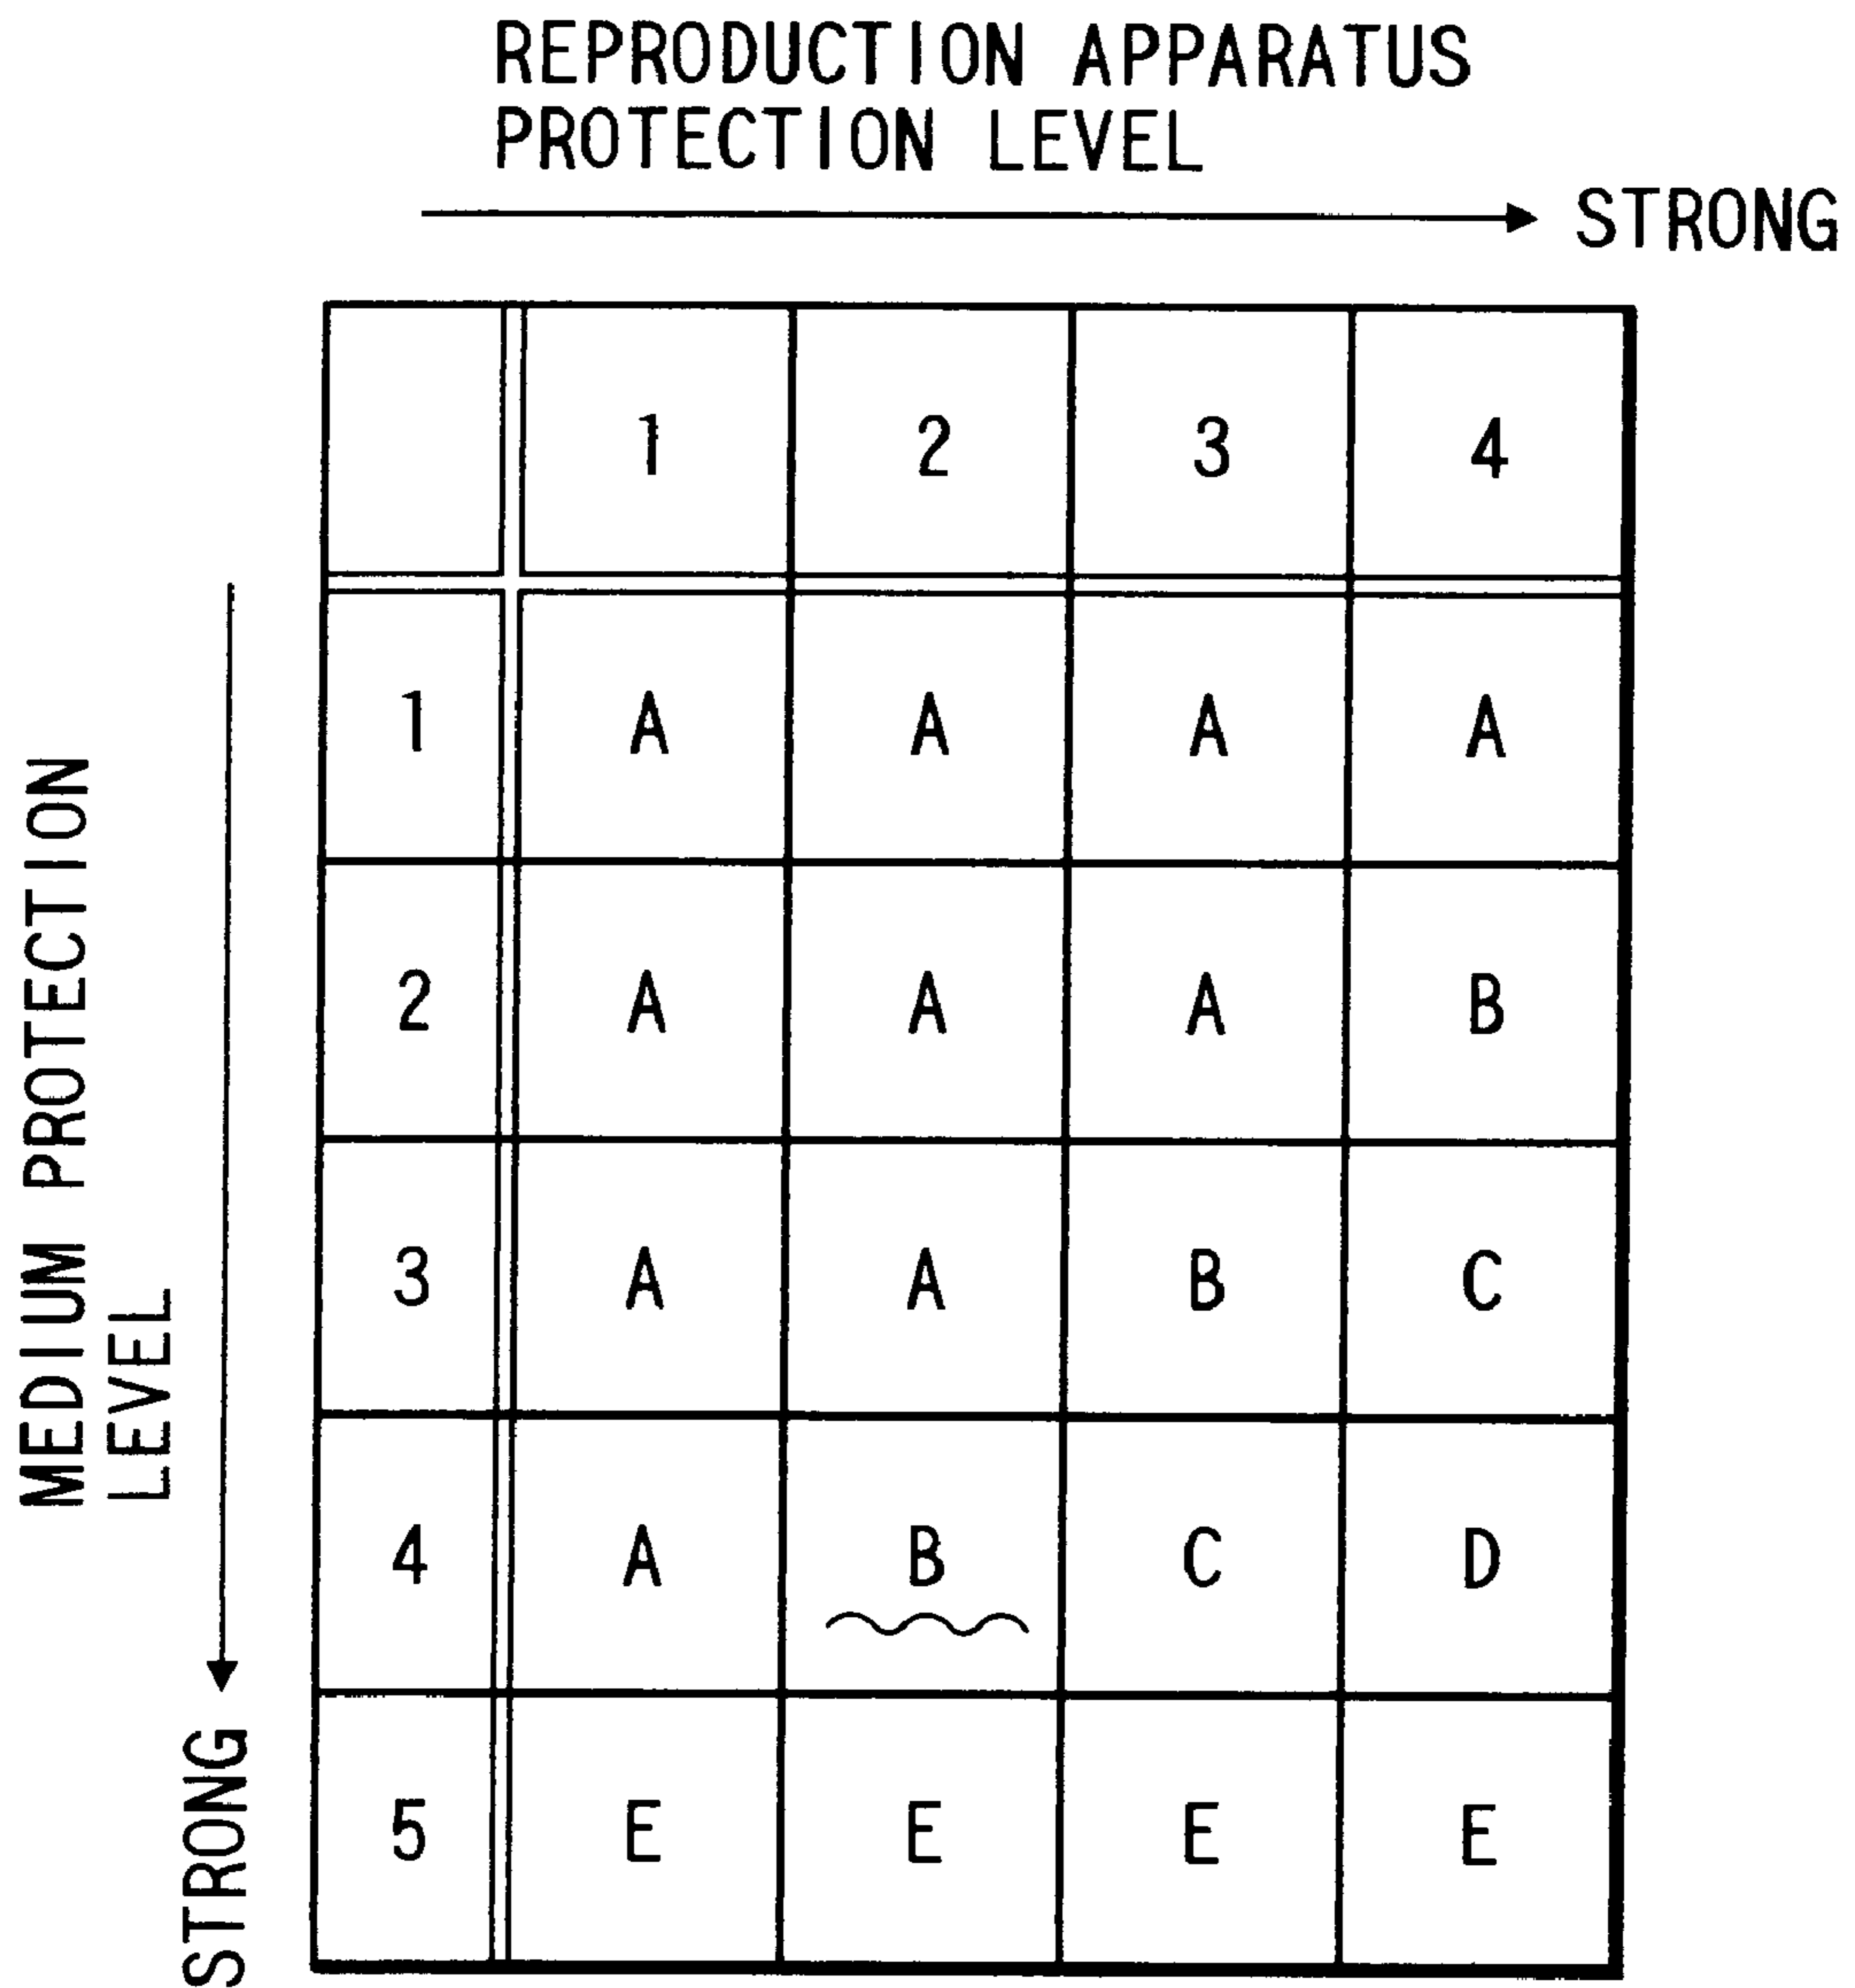 REPRODUCTION APPARATUS
PROTECTION LEVEL
STRONG
1 2 3 4
1 A A A A
2 A A A B
3 A A B C
4 A B C D
5 E E E E
MEDIUM PROTECTION
LEVEL
STRONG